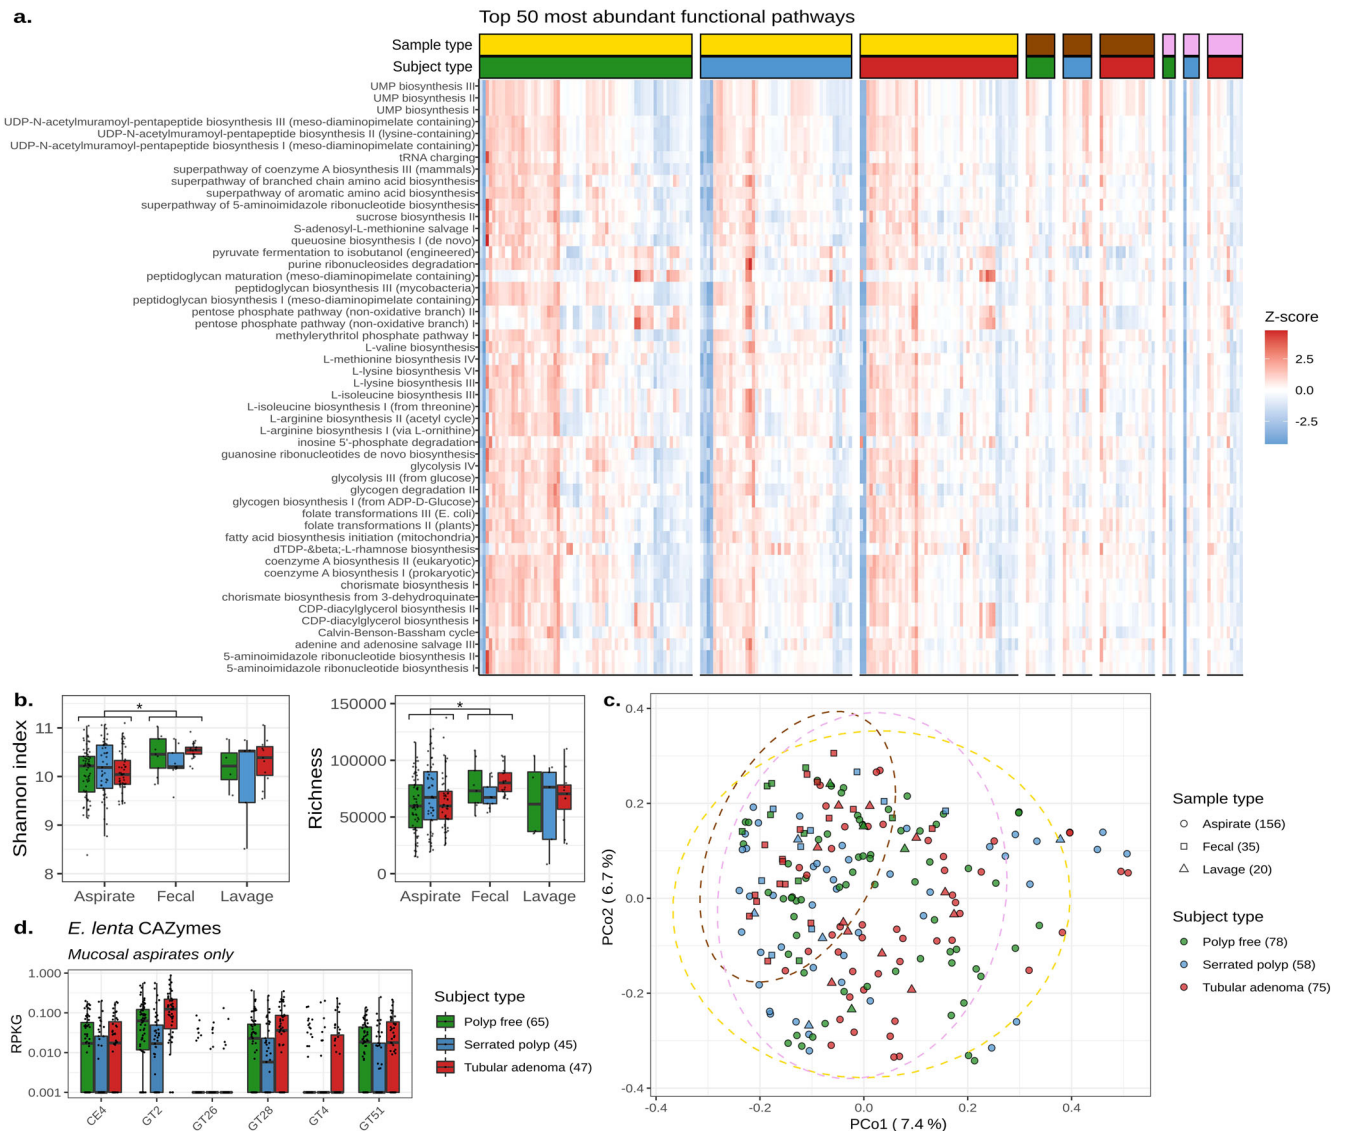 a.
Top 50 most abundant functional pathways
Sample type
Subject type
UMP biosynthesis III
UMP biosynthesis II
UMP biosynthesis I
UDP-N-acetylmuramoyl-pentapeptide biosynthesis III (meso-diaminopimelate containing)
UDP-N-acetylmuramoyl-pentapeptide biosynthesis II (lysine-containing)
UDP-N-acetylmuramoyl-pentapeptide biosynthesis I (meso-diaminopimelate containing)
tRNA charging
superpathway of coenzyme A biosynthesis III (mammals)
superpathway of branched chain amino acid biosynthesis
superpathway of aromatic amino acid biosynthesis
superpathway of 5-aminoimidazole ribonucleotide biosynthesis
sucrose biosynthesis II
S-adenosyl-L-methionine salvage I
queuosine biosynthesis I (de novo)
pyruvate fermentation to isobutanol (engineered)
purine ribonucleosides degradation
peptidoglycan maturation (meso-diaminopimelate containing)
peptidoglycan biosynthesis III (mycobacteria)
peptidoglycan biosynthesis I (meso-diaminopimelate containing)
pentose phosphate pathway (non-oxidative branch) II
pentose phosphate pathway (non-oxidative branch) I
methylerythritol phosphate pathway I
L-valine biosynthesis
L-methionine biosynthesis IV
L-lysine biosynthesis VI
L-lysine biosynthesis III
L-isoleucine biosynthesis III
L-isoleucine biosynthesis I (from threonine)
L-arginine biosynthesis II (acetyl cycle)
L-arginine biosynthesis I (via L-ornithine)
inosine 5'-phosphate degradation
guanosine ribonucleotides de novo biosynthesis
glycolysis IV
glycolysis III (from glucose)
glycogen degradation II
glycogen biosynthesis I (from ADP-D-Glucose)
folate transformations III (E. coli)
folate transformations II (plants)
fatty acid biosynthesis initiation (mitochondria)
dTDP-&beta;-L-rhamnose biosynthesis
coenzyme A biosynthesis II (eukaryotic)
coenzyme A biosynthesis I (prokaryotic)
chorismate biosynthesis I
chorismate biosynthesis from 3-dehydroquinate
CDP-diacylglycerol biosynthesis II
CDP-diacylglycerol biosynthesis I
Calvin-Benson-Bassham cycle
adenine and adenosine salvage III
5-aminoimidazole ribonucleotide biosynthesis II
5-aminoimidazole ribonucleotide biosynthesis I
Z-score
2.5
0.0
-2.5
b.
Shannon index
11
10
9
8
*
Aspirate
Fecal
Lavage
Richness
150000
100000
50000
0
*
Aspirate
Fecal
Lavage
c.
PCo2 ( 6.7 %)
0.4
0.2
0.0
-0.2
-0.4
-0.4
-0.2
0.0
0.2
0.4
PCo1 ( 7.4 %)
Sample type
Aspirate (156)
Fecal (35)
Lavage (20)
Subject type
Polyp free (78)
Serrated polyp (58)
Tubular adenoma (75)
d.
E. lenta CAZymes
Mucosal aspirates only
RPKG
1.000
0.100
0.010
0.001
CE4
GT2
GT26
GT28
GT4
GT51
Subject type
Polyp free (65)
Serrated polyp (45)
Tubular adenoma (47)